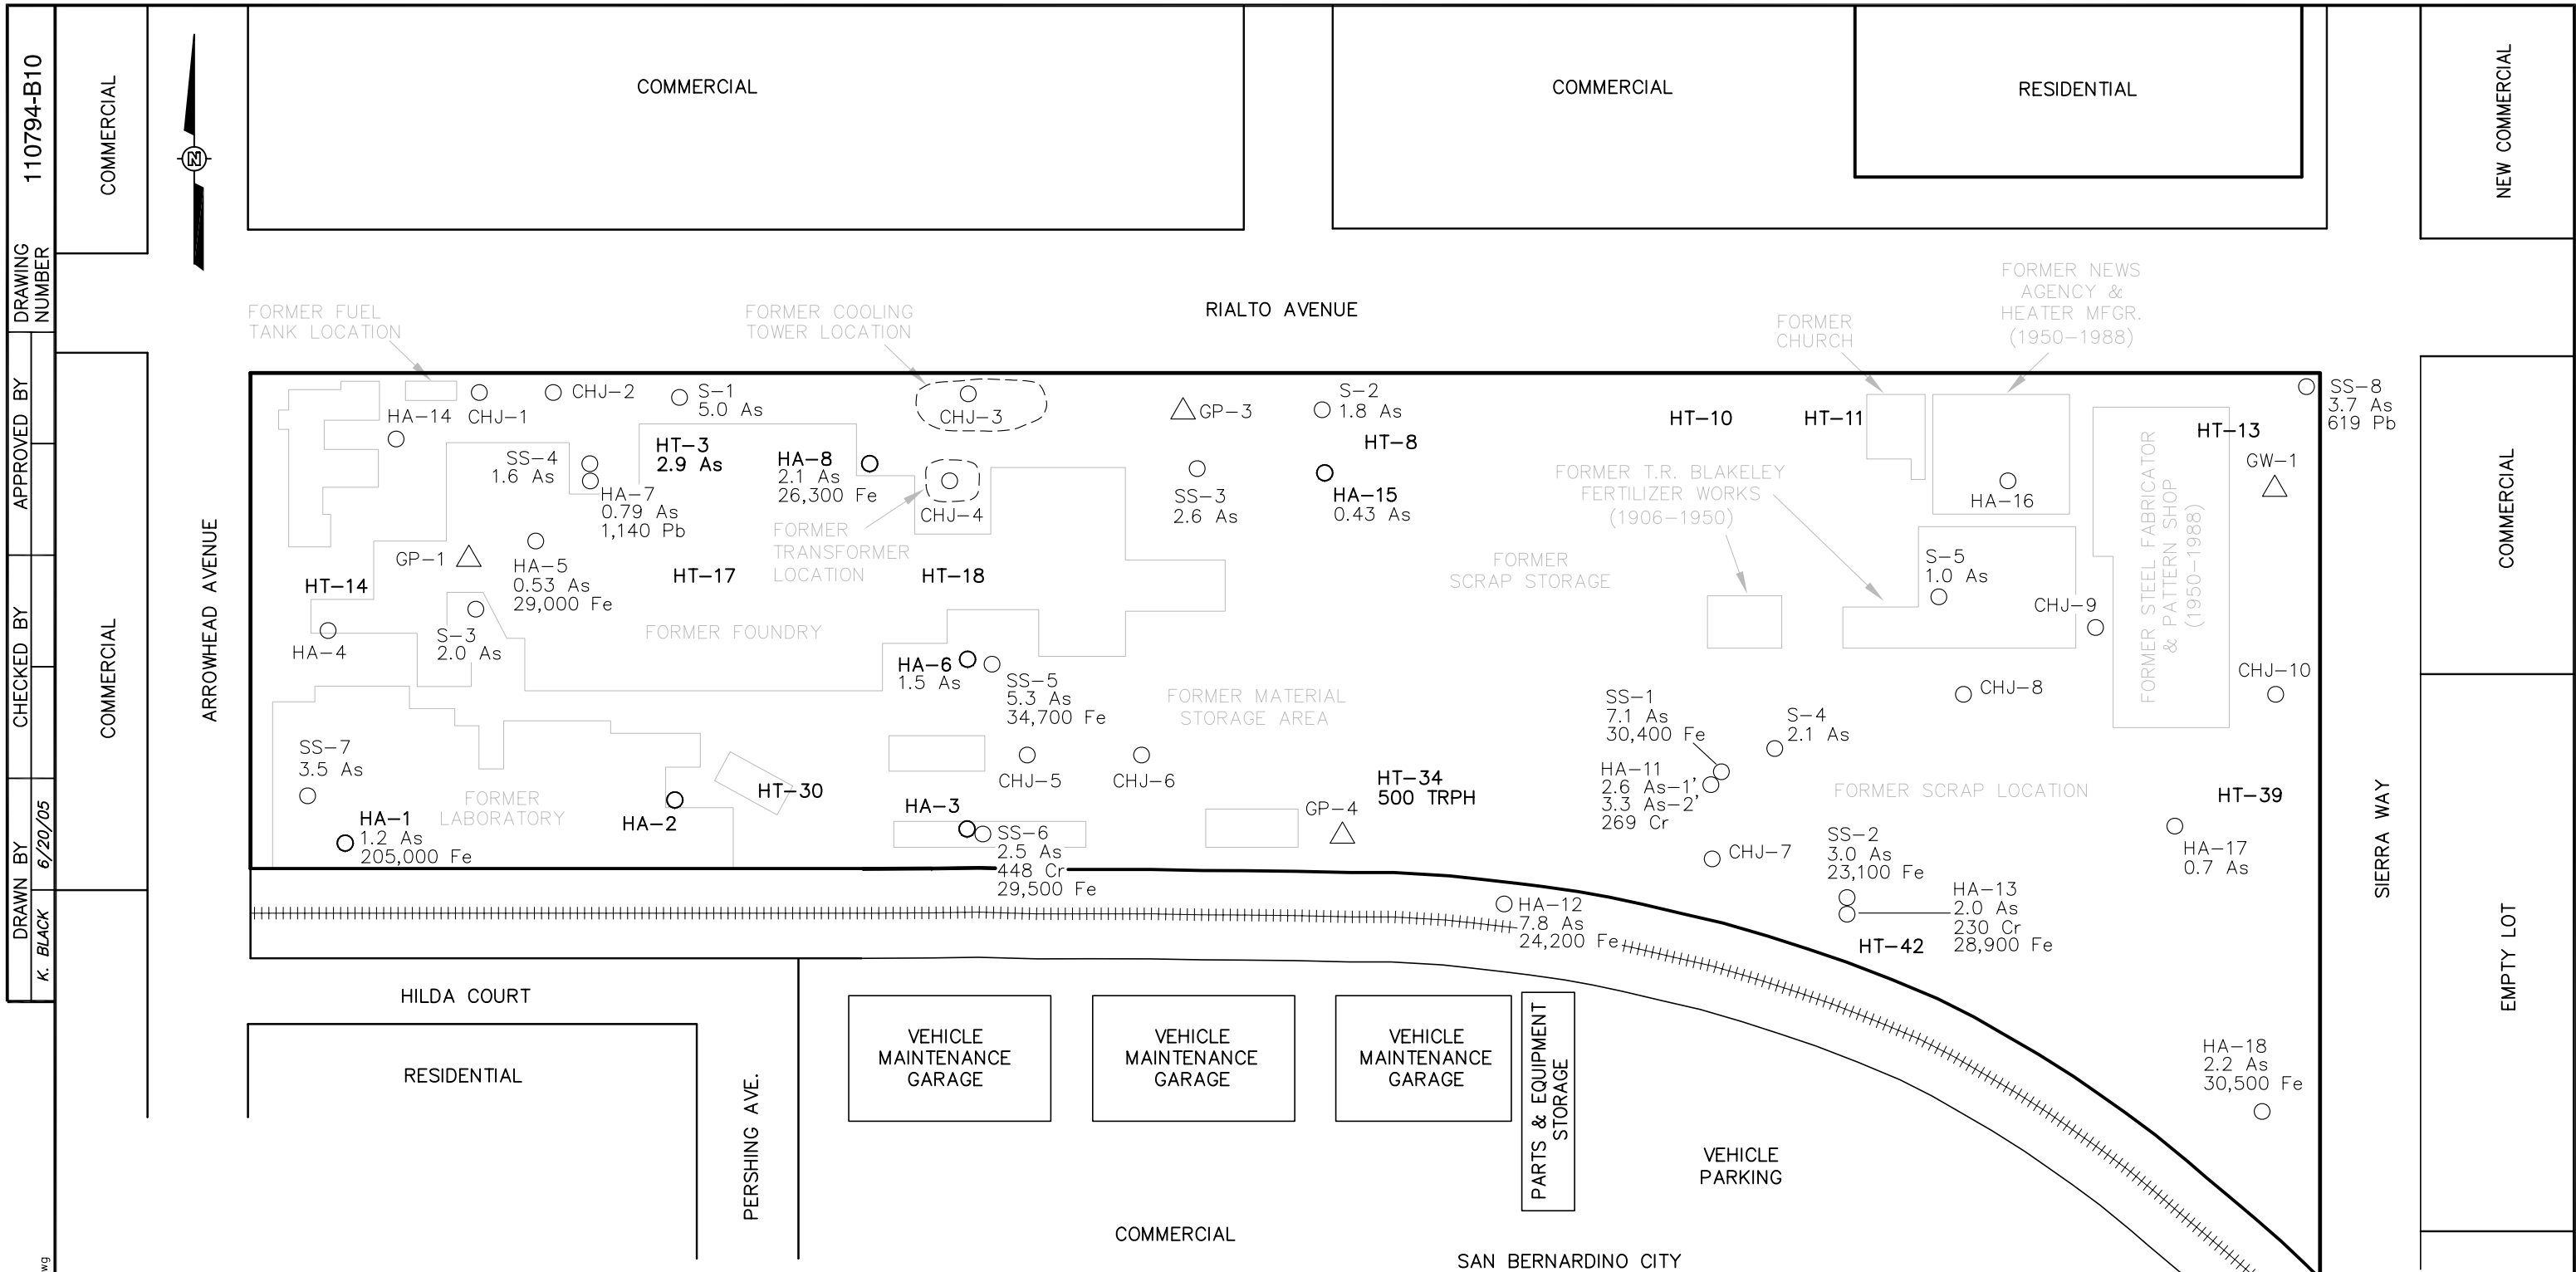 110794-B10
DRAWING
NUMBER
APPROVED BY
CHECKED BY
6/20/05
DRAWN BY
K. BLACK
wg
COMMERCIAL
N
COMMERCIAL
COMMERCIAL
RESIDENTIAL
NEW COMMERCIAL
RIALTO AVENUE
FORMER FUEL
TANK LOCATION
FORMER COOLING
TOWER LOCATION
FORMER
CHURCH
FORMER NEWS
AGENCY &
HEATER MFGR.
(1950-1988)
HA-14
CHJ-1
CHJ-2
S-1
5.0 As
CHJ-3
GP-3
S-2
1.8 As
HT-8
HT-10
HT-11
HT-13
SS-8
3.7 As
619 Pb
SS-4
1.6 As
HT-3
2.9 As
HA-8
2.1 As
26,300 Fe
HA-7
0.79 As
1,140 Pb
CHJ-4
FORMER
TRANSFORMER
LOCATION
SS-3
2.6 As
HA-15
0.43 As
FORMER T.R. BLAKELEY
FERTILIZER WORKS
(1906-1950)
HA-16
GW-1
GP-1
HA-5
0.53 As
29,000 Fe
HT-14
HT-17
HT-18
FORMER
SCRAP STORAGE
S-5
1.0 As
CHJ-9
FORMER STEEL FABRICATOR
& PATTERN SHOP
(1950-1988)
COMMERCIAL
ARROWHEAD AVENUE
COMMERCIAL
HA-4
S-3
2.0 As
FORMER FOUNDRY
HA-6
1.5 As
SS-5
5.3 As
34,700 Fe
FORMER MATERIAL
STORAGE AREA
SS-1
7.1 As
30,400 Fe
S-4
2.1 As
CHJ-8
CHJ-10
SS-7
3.5 As
HA-1
1.2 As
205,000 Fe
FORMER
LABORATORY
HA-2
HT-30
CHJ-5
CHJ-6
HA-3
SS-6
2.5 As
448 Cr
29,500 Fe
HT-34
500 TRPH
GP-4
HA-11
2.6 As-1'
3.3 As-2'
269 Cr
CHJ-7
FORMER SCRAP LOCATION
SS-2
3.0 As
23,100 Fe
HT-39
HA-17
0.7 As
HA-13
2.0 As
230 Cr
28,900 Fe
HT-42
HA-12
7.8 As
24,200 Fe
SIERRA WAY
EMPTY LOT
HILDA COURT
RESIDENTIAL
PERSHING AVE.
VEHICLE
MAINTENANCE
GARAGE
VEHICLE
MAINTENANCE
GARAGE
VEHICLE
MAINTENANCE
GARAGE
PARTS & EQUIPMENT
STORAGE
VEHICLE
PARKING
HA-18
2.2 As
30,500 Fe
COMMERCIAL
SAN BERNARDINO CITY